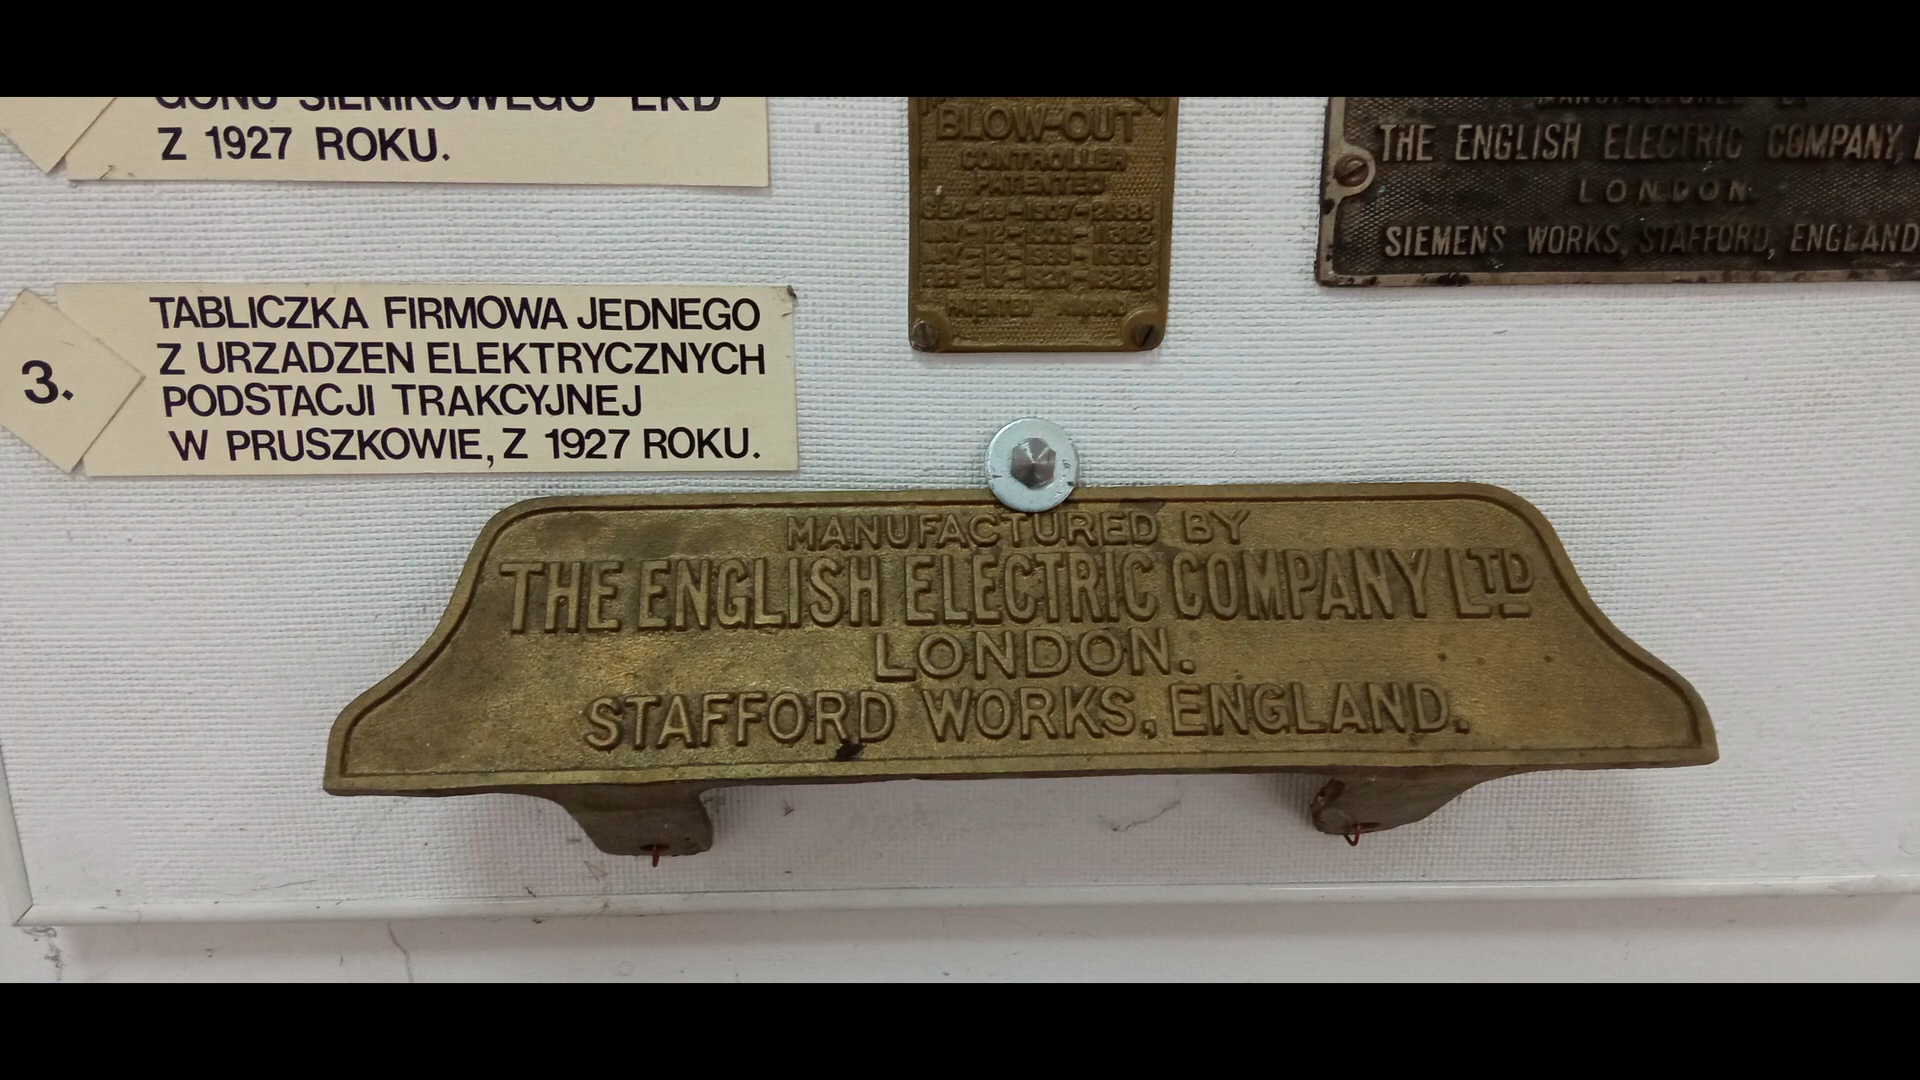 Z 1927 ROKU.
3.
TABLICZKA FIRMOWA JEDNEGO
Z URZADZEN ELEKTRYCZNYCH
PODSTACJI TRAKCYJNEJ
W PRUSZKOWIE, Z 1927 ROKU.
BLOW-OUT
CONTROLLER
PATENTED
THE ENGLISH ELECTRIC COMPANY,
LONDON.
SIEMENS WORKS, STAFFORD, ENGLAND
MANUFACTURED BY
THE ENGLISH ELECTRIC COMPANY LTD
LONDON.
STAFFORD WORKS, ENGLAND.